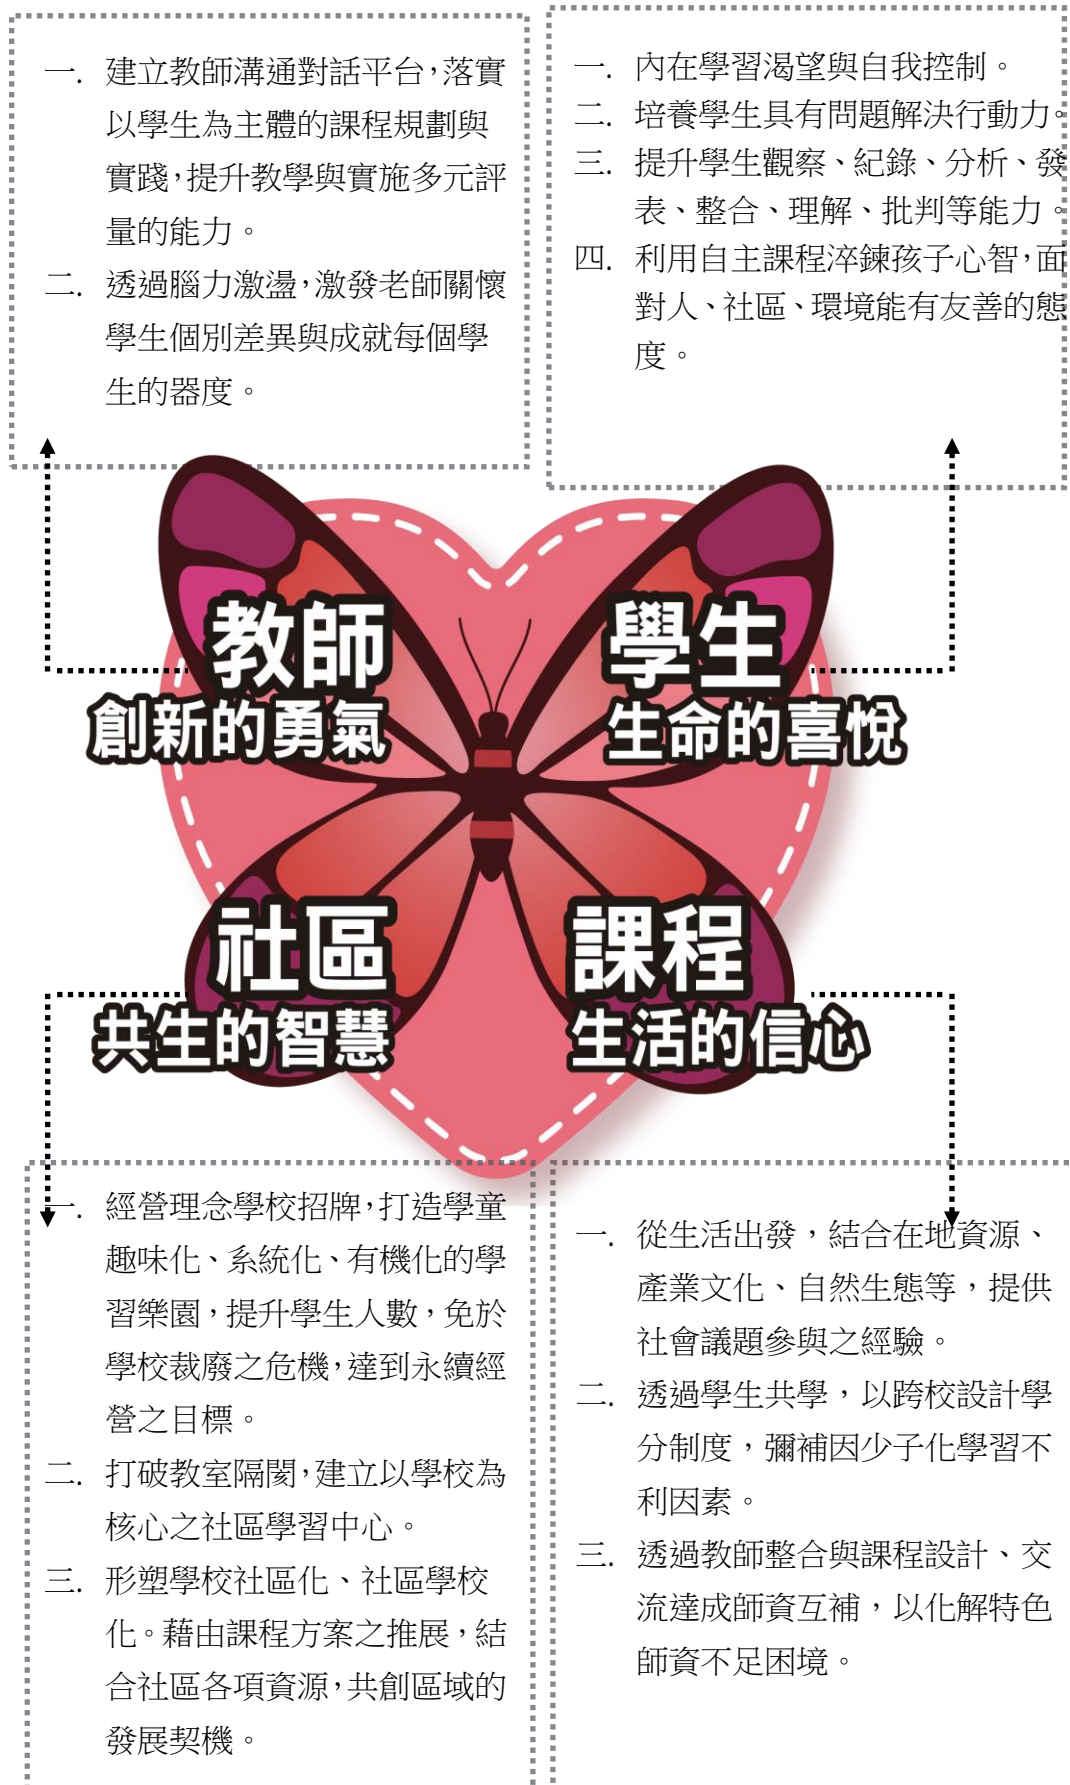 一. 建立教師溝通對話平台，落實
以學生為主體的課程規劃與
實踐，提升教學與實施多元評
量的能力。
二. 透過腦力激盪，激發老師關懷
學生個別差異與成就每個學
生的器度。
一. 內在學習渴望與自我控制。
二. 培養學生具有問題解決行動力。
三. 提升學生觀察、紀錄、分析、發
表、整合、理解、批判等能力。
四. 利用自主課程淬鍊孩子心智，面
對人、社區、環境能有友善的態
度。
教師
創新的勇氣
學生
生命的喜悅
社區
共生的智慧
課程
生活的信心
一. 經營理念學校招牌，打造學童
趣味化、系統化、有機化的學
習樂園，提升學生人數，免於
學校裁廢之危機，達到永續經
營之目標。
二. 打破教室隔閡，建立以學校為
核心之社區學習中心。
三. 形塑學校社區化、社區學校
化。藉由課程方案之推展，結
合社區各項資源，共創區域的
發展契機。
一. 從生活出發，結合在地資源、
產業文化、自然生態等，提供
社會議題參與之經驗。
二. 透過學生共學，以跨校設計學
分制度，彌補因少子化學習不
利因素。
三. 透過教師整合與課程設計、交
流達成師資互補，以化解特色
師資不足困境。